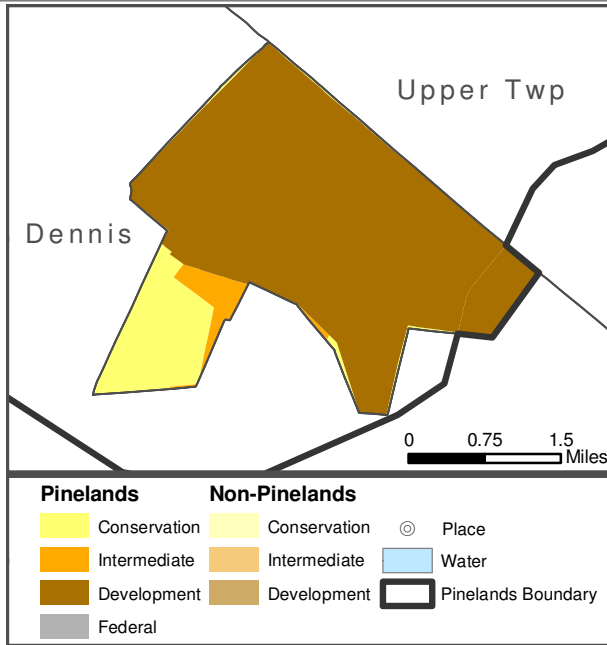 Upper Twp
Dennis
0 0.75 1.5
Miles
Pinelands Non-Pinelands
Conservation Conservation Place
Intermediate Intermediate Water
Development Development Pinelands Boundary
Federal